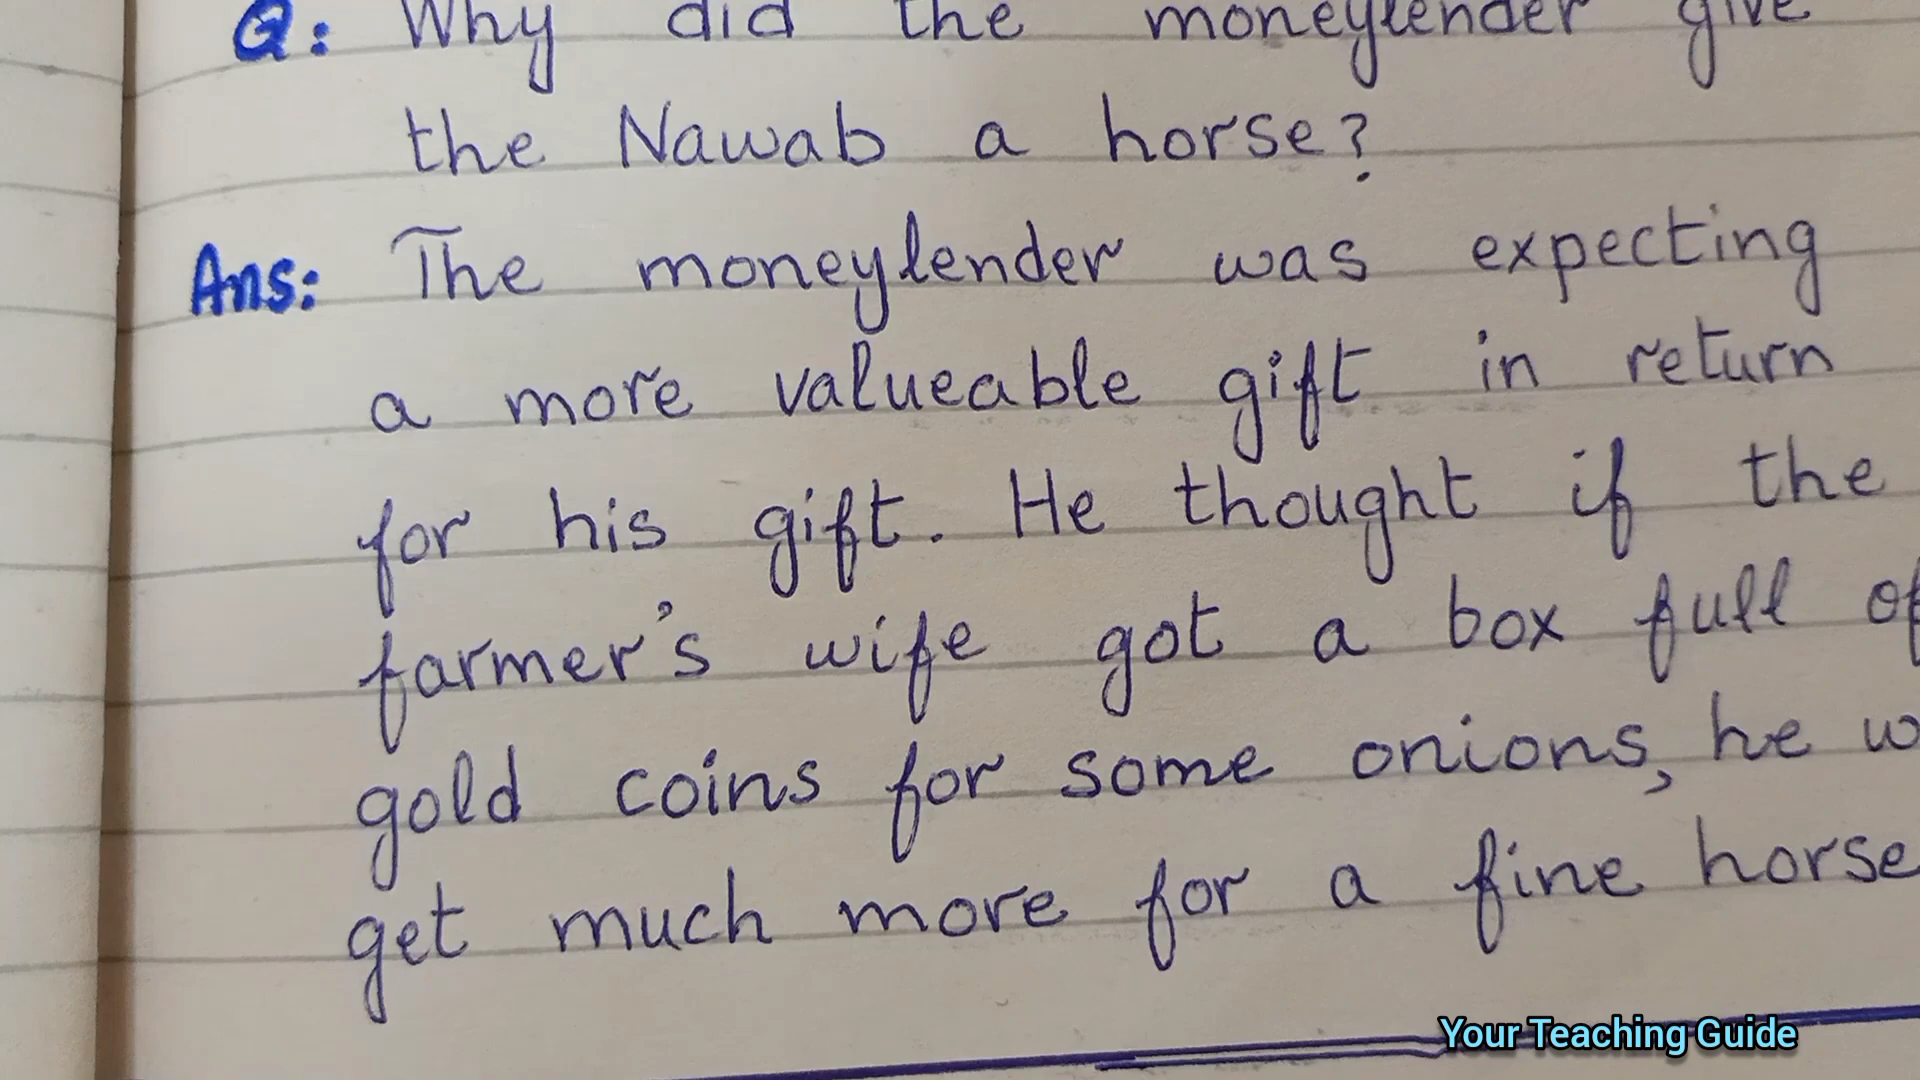 Q: Why did the moneylender give
the Nawab a horse?
Ans: The moneylender was expecting
a more valueable gift in return
for his gift. He thought if the
farmer's wife got a box full of
gold coins for some onions, he
get much more for a fine horse
Your Teaching Guide